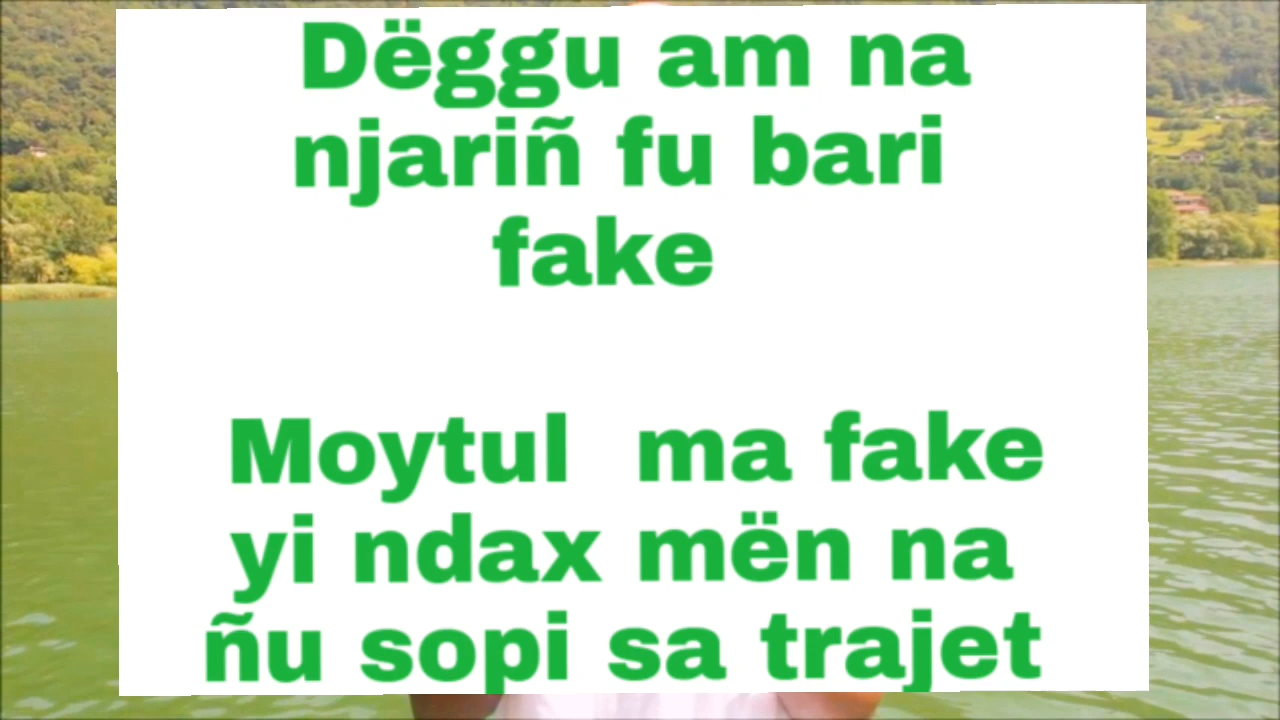 Dëggu am na
njariñ fu bari
fake
Moytul ma fake
yi ndax mën na
ñu sopi sa trajet